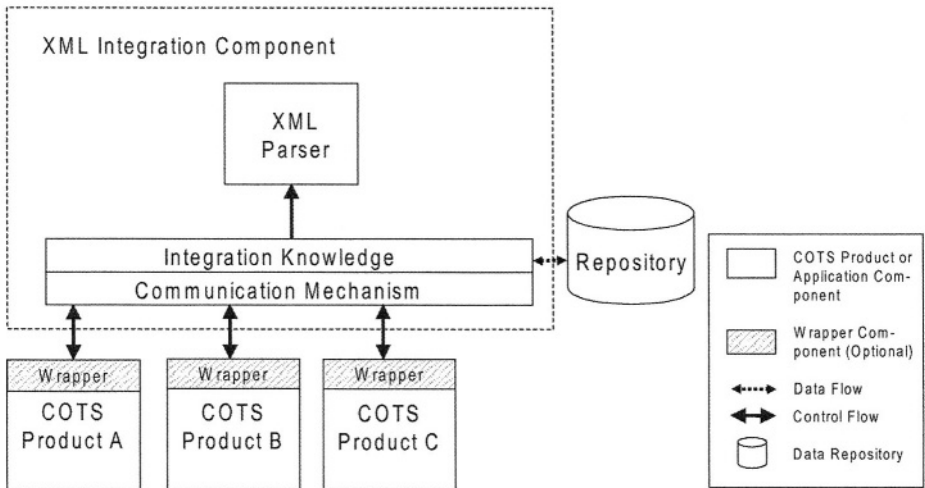 XML Integration Component
XML
Parser
Integration Knowledge
Communication Mechanism
Repository
Wrapper
COTS
Product A
Wrapper
COTS
Product B
Wrapper
COTS
Product C
COTS Product or
Application Com-
ponent
Wrapper Com-
ponent (Optional)
Data Flow
Control Flow
Data Repository